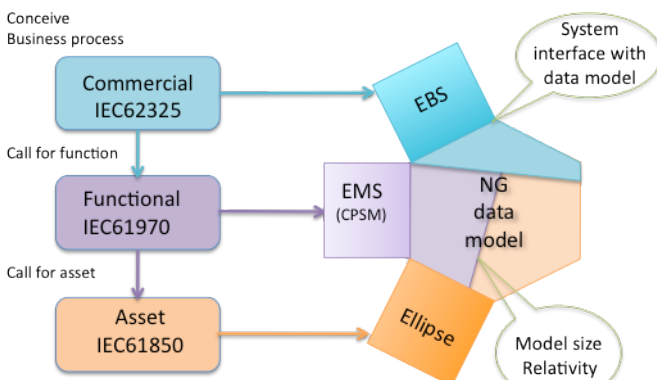 Conceive
Business process
Commercial
IEC62325
Call for function
Functional
IEC61970
Call for asset
Asset
IEC61850
EBS
EMS
(CPSM)
Ellipse
NG
data
model
System
interface with
data model
Model size
Relativity